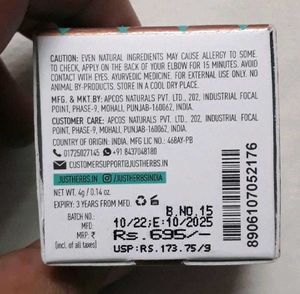 CAUTION: EVEN NATURAL INGREDIENTS MAY CAUSE ALLERGY TO SOME.
TO CHECK, APPLY ON THE BACK OF YOUR ELBOW FOR 15 MINUTES. AVOID
CONTACT WITH EYES. AYURVEDIC MEDICINE. FOR EXTERNAL USE ONLY. NO
ANIMAL BY-PRODUCTS. STORE IN A COOL DRY PLACE.
MFG. & MKT.BY: APCOS NATURALS PVT. LTD., 202, INDUSTRIAL FOCAL
POINT, PHASE-9, MOHALI, PUNJAB-160062, INDIA.
CUSTOMER CARE: APCOS NATURALS PVT. LTD., 202, INDUSTRIAL FOCAL
POINT, PHASE-9, MOHALI, PUNJAB-160062, INDIA.
COUNTRY OF ORIGIN: INDIA. MFG LIC NO.: 468AY-PB
01725027145 +91 8437048180
CUSTOMERSUPPORT@JUSTHERBS.IN
JUSTHERBS.IN /JUSTHERBSINDIA
NET WT. 4g / 0.14 oz.
EXPIRY: 3 YEARS FROM MFD.
BATCH NO.:
MFD.:
MRP.: ₹
[incl. of all taxes]
B.NO.15
10/22;E:10/2025
Rs.695/-
USP:RS.173.75/g
8906107052176